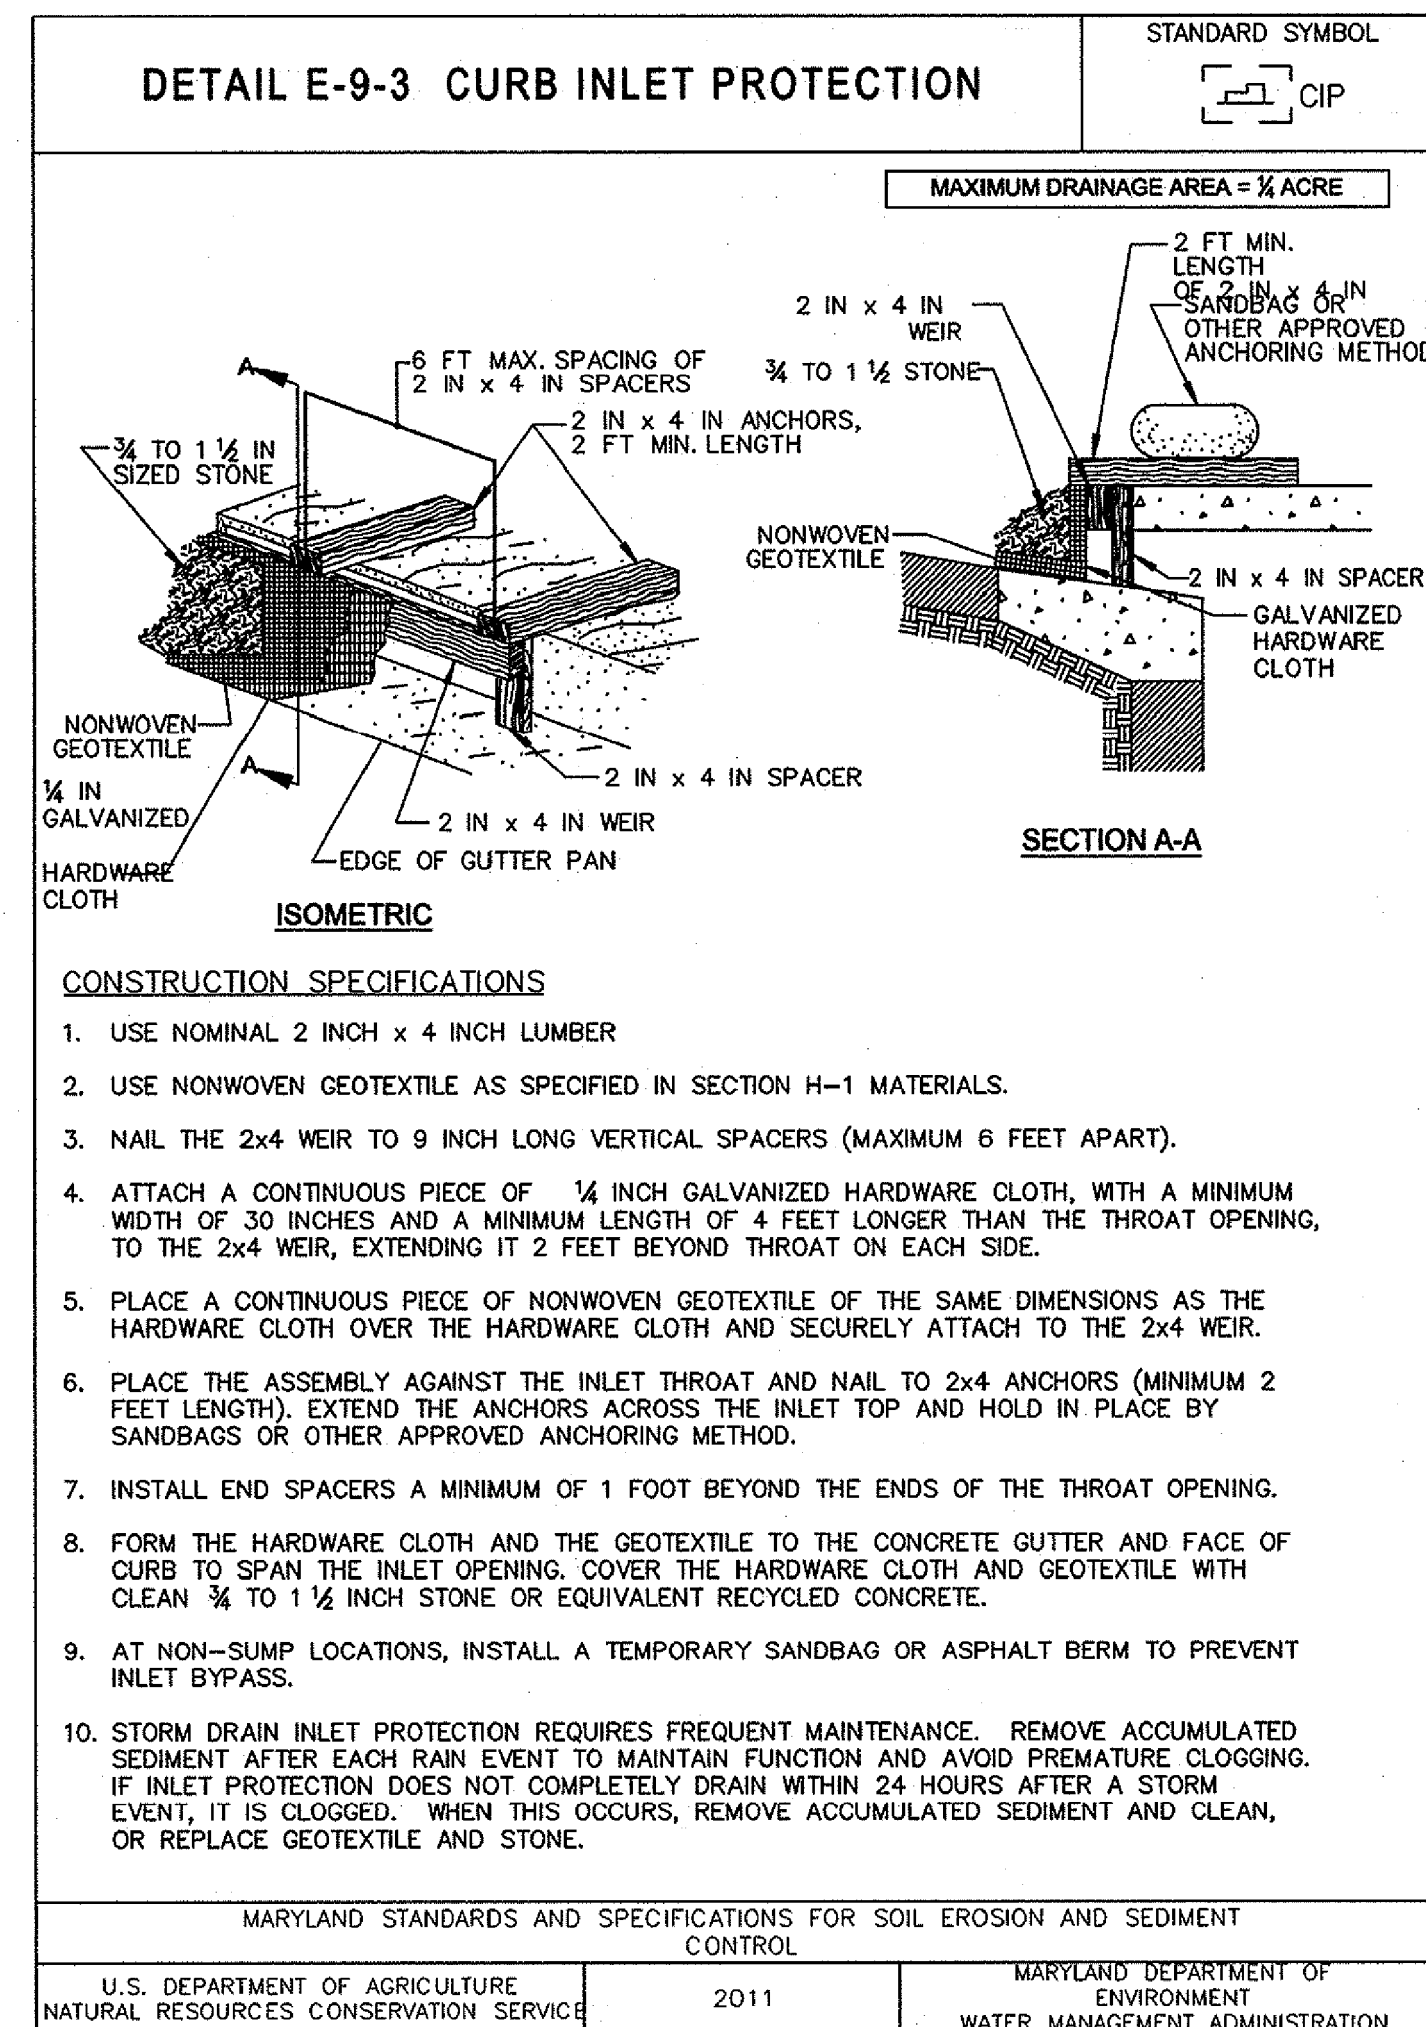 DETAIL E-9-3 CURB INLET PROTECTION
STANDARD SYMBOL
CIP
MAXIMUM DRAINAGE AREA = ¼ ACRE
2 FT MIN.
LENGTH
OF 2 IN x 4 IN
SANDBAG OR
OTHER APPROVED
ANCHORING METHOD
2 IN x 4 IN
WEIR
¾ TO 1 ½ STONE
NONWOVEN
GEOTEXTILE
2 IN x 4 IN SPACER
GALVANIZED
HARDWARE
CLOTH
SECTION A-A
A
6 FT MAX. SPACING OF
2 IN x 4 IN SPACERS
2 IN x 4 IN ANCHORS,
2 FT MIN. LENGTH
¾ TO 1 ½ IN
SIZED STONE
NONWOVEN
GEOTEXTILE
A
¼ IN
GALVANIZED
HARDWARE
CLOTH
2 IN x 4 IN SPACER
2 IN x 4 IN WEIR
EDGE OF GUTTER PAN
ISOMETRIC
CONSTRUCTION SPECIFICATIONS
1. USE NOMINAL 2 INCH x 4 INCH LUMBER
2. USE NONWOVEN GEOTEXTILE AS SPECIFIED IN SECTION H-1 MATERIALS.
3. NAIL THE 2x4 WEIR TO 9 INCH LONG VERTICAL SPACERS (MAXIMUM 6 FEET APART).
4. ATTACH A CONTINUOUS PIECE OF ¼ INCH GALVANIZED HARDWARE CLOTH, WITH A MINIMUM
WIDTH OF 30 INCHES AND A MINIMUM LENGTH OF 4 FEET LONGER THAN THE THROAT OPENING,
TO THE 2x4 WEIR, EXTENDING IT 2 FEET BEYOND THROAT ON EACH SIDE.
5. PLACE A CONTINUOUS PIECE OF NONWOVEN GEOTEXTILE OF THE SAME DIMENSIONS AS THE
HARDWARE CLOTH OVER THE HARDWARE CLOTH AND SECURELY ATTACH TO THE 2x4 WEIR.
6. PLACE THE ASSEMBLY AGAINST THE INLET THROAT AND NAIL TO 2x4 ANCHORS (MINIMUM 2
FEET LENGTH). EXTEND THE ANCHORS ACROSS THE INLET TOP AND HOLD IN PLACE BY
SANDBAGS OR OTHER APPROVED ANCHORING METHOD.
7. INSTALL END SPACERS A MINIMUM OF 1 FOOT BEYOND THE ENDS OF THE THROAT OPENING.
8. FORM THE HARDWARE CLOTH AND THE GEOTEXTILE TO THE CONCRETE GUTTER AND FACE OF
CURB TO SPAN THE INLET OPENING. COVER THE HARDWARE CLOTH AND GEOTEXTILE WITH
CLEAN ¾ TO 1 ½ INCH STONE OR EQUIVALENT RECYCLED CONCRETE.
9. AT NON-SUMP LOCATIONS, INSTALL A TEMPORARY SANDBAG OR ASPHALT BERM TO PREVENT
INLET BYPASS.
10. STORM DRAIN INLET PROTECTION REQUIRES FREQUENT MAINTENANCE. REMOVE ACCUMULATED
SEDIMENT AFTER EACH RAIN EVENT TO MAINTAIN FUNCTION AND AVOID PREMATURE CLOGGING.
IF INLET PROTECTION DOES NOT COMPLETELY DRAIN WITHIN 24 HOURS AFTER A STORM
EVENT, IT IS CLOGGED. WHEN THIS OCCURS, REMOVE ACCUMULATED SEDIMENT AND CLEAN,
OR REPLACE GEOTEXTILE AND STONE.
MARYLAND STANDARDS AND SPECIFICATIONS FOR SOIL EROSION AND SEDIMENT
CONTROL
U.S. DEPARTMENT OF AGRICULTURE
NATURAL RESOURCES CONSERVATION SERVICE
2011
MARYLAND DEPARTMENT OF
ENVIRONMENT
WATER MANAGEMENT ADMINISTRATION